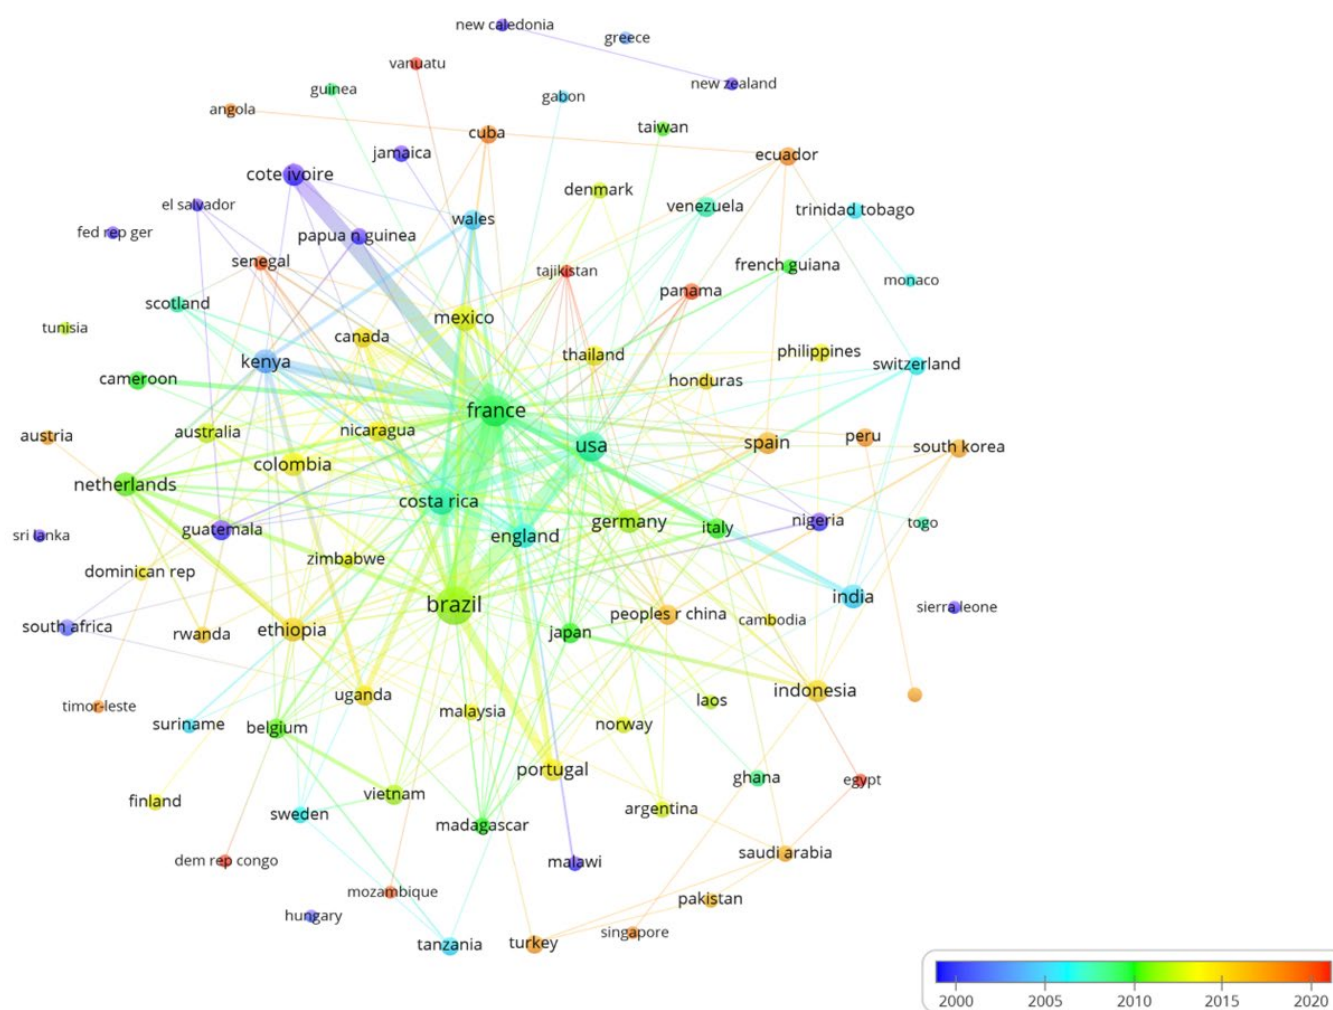 new caledonia
greece
vanuatu
new zealand
guinea
gabon
angola
cuba
taiwan
jamaica
ecuador
cote ivoire
denmark
el salvador
venezuela
trinidad tobago
wales
fed rep ger
papua n guinea
senegal
tajikistan
french guiana
monaco
panama
scotland
mexico
tunisia
canada
thailand
philippines
kenya
honduras
switzerland
cameroon
france
austria
australia
nicaragua
usa
spain
peru
south korea
colombia
netherlands
costa rica
sri lanka
guatemala
england
germany
italy
nigeria
togo
zimbabwe
dominican rep
brazil
india
sierra leone
peoples r china
cambodia
south africa
rwanda
ethiopia
japan
uganda
indonesia
timor-leste
suriname
belgium
malaysia
norway
laos
portugal
ghana
egypt
finland
sweden
vietnam
madagascar
argentina
dem rep congo
malawi
saudi arabia
mozambique
pakistan
hungary
tanzania
turkey
singapore
2000 2005 2010 2015 2020